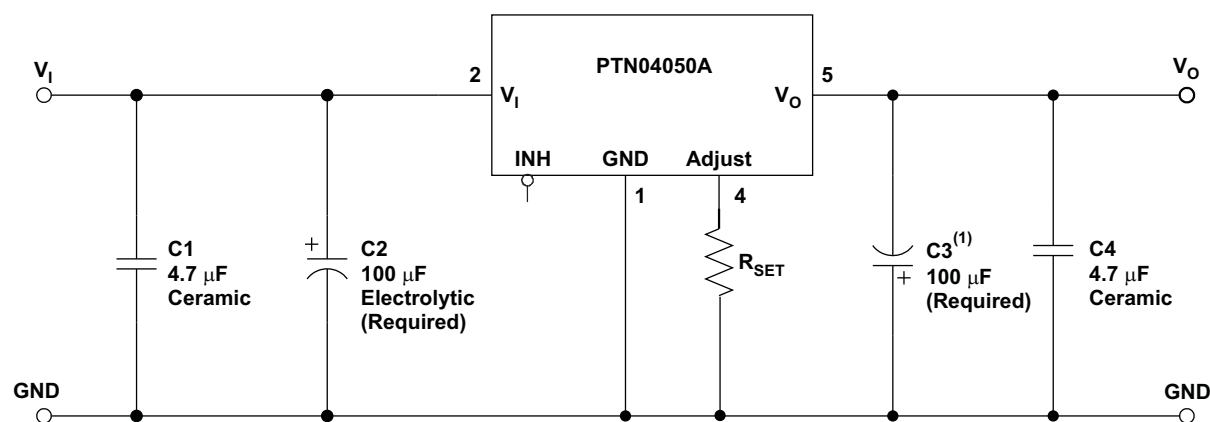 PTN04050A
V_I
2
5
V_O
V_I
V_O
INH
GND
Adjust
1
4
C1
4.7 μF
Ceramic
+
C2
100 μF
Electrolytic
(Required)
R_SET
C3(1)
100 μF
(Required)
+
C4
4.7 μF
Ceramic
GND
GND